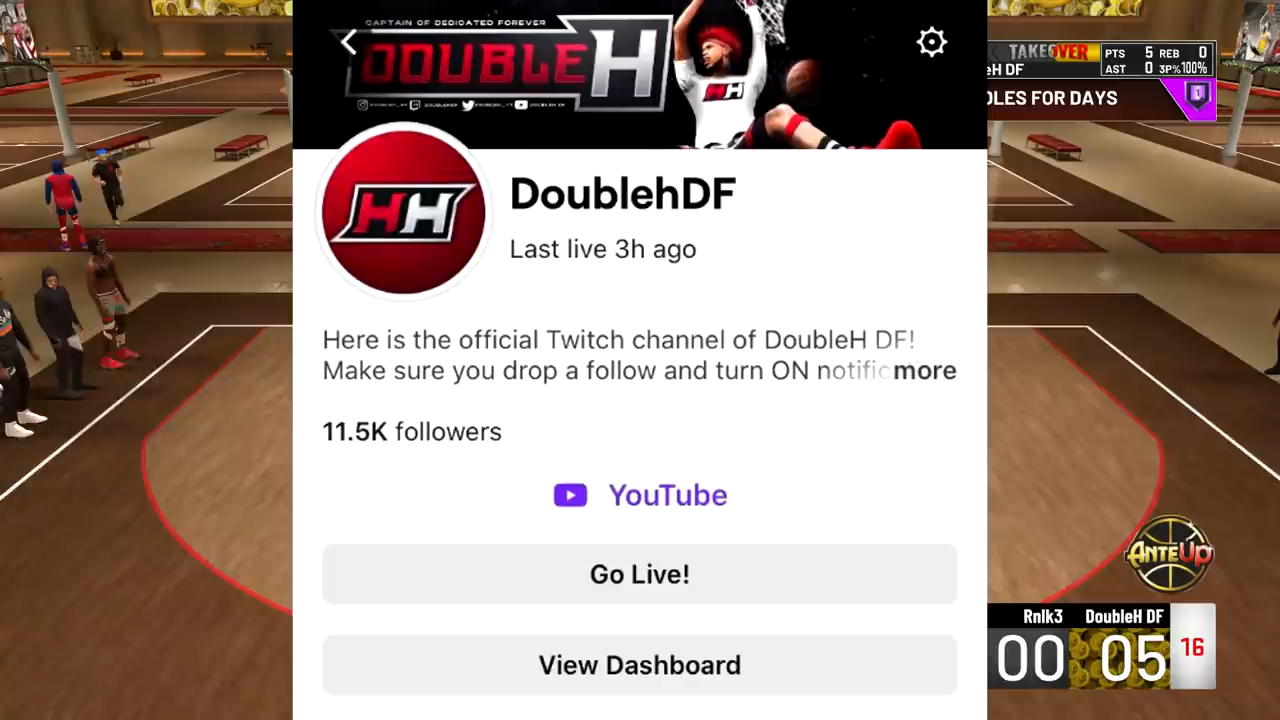 CAPTAIN OF DEDICATED FOREVER
DOUBLEH
HH
HH
DoublehDF
Last live 3h ago
Here is the official Twitch channel of DoubleH DF!
Make sure you drop a follow and turn ON notific more
11.5K followers
YouTube
Go Live!
View Dashboard
TAKEOVER
PTS 5 REB 0
AST 0 3P% 100%
eH DF
DLES FOR DAYS
1
ANTEUP
Rnlk3 DoubleH DF
00 05 16